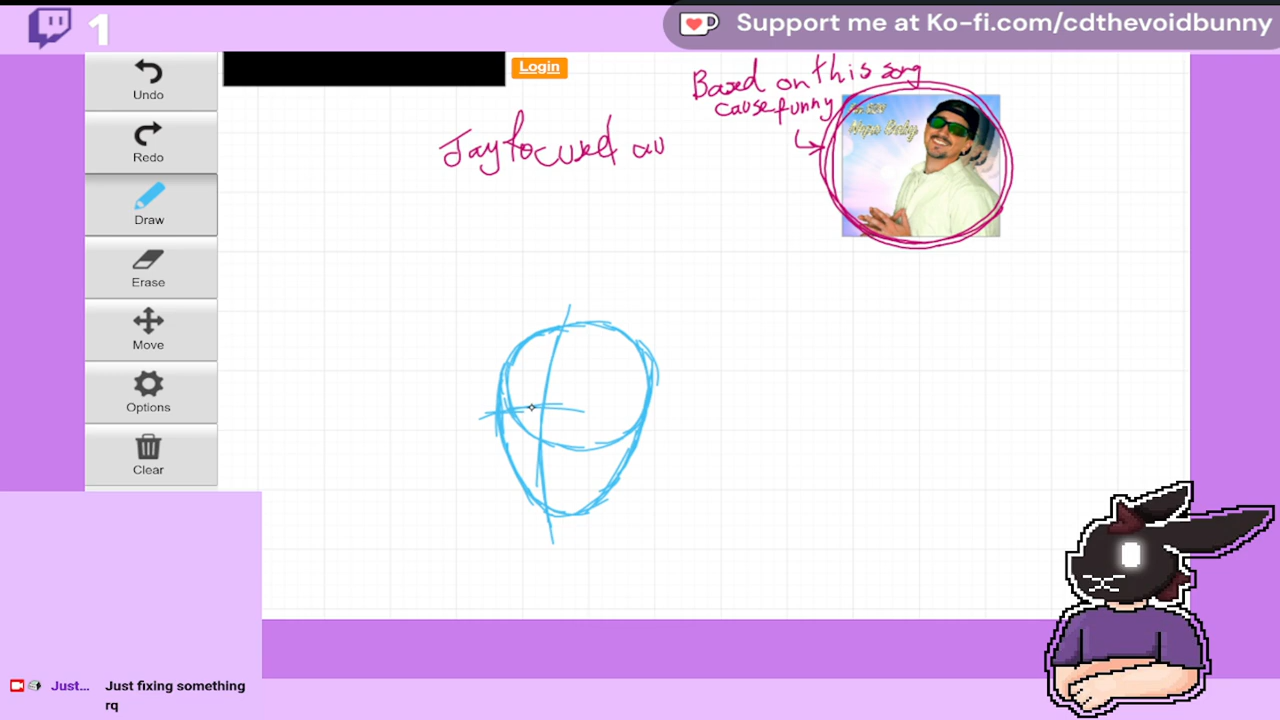 1
Support me at Ko-fi.com/cdthevoidbunny
Undo
Login
Based on this song
cause funny
Redo
Jay focused au
Draw
Erase
Move
Options
Clear
Just... Just fixing something
rq